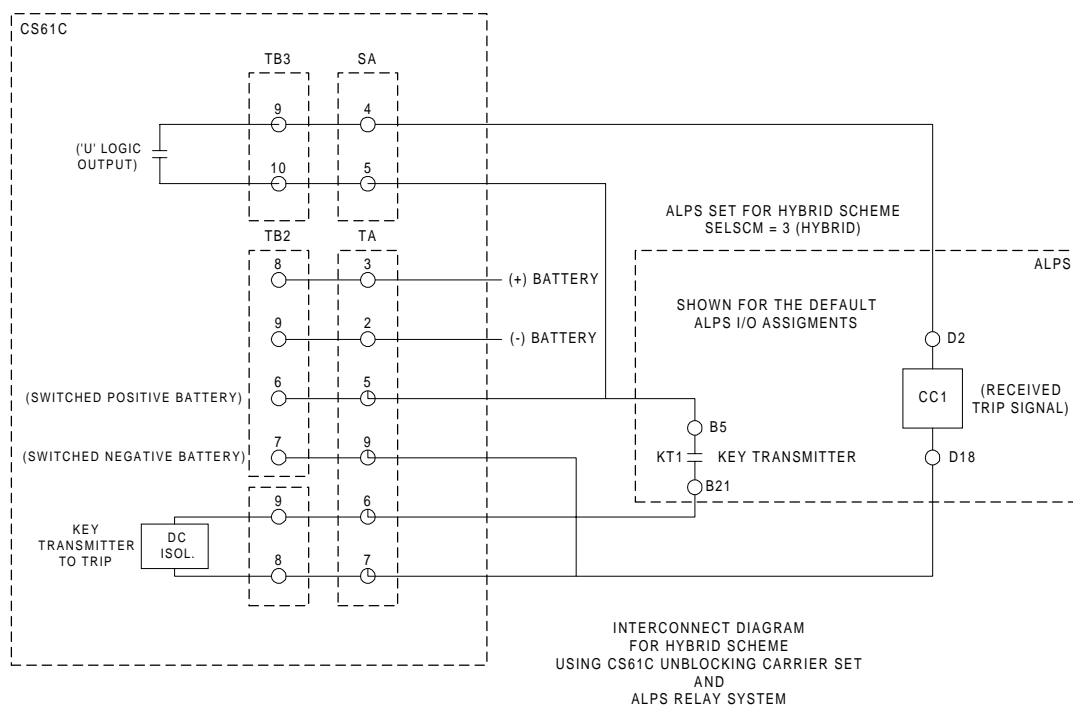 CS61C
TB3 SA
9 4
('U' LOGIC
OUTPUT)
10 5
ALPS SET FOR HYBRID SCHEME
SELSCM = 3 (HYBRID)
TB2 TA
ALPS
8 3
(+) BATTERY
SHOWN FOR THE DEFAULT
ALPS I/O ASSIGMENTS
9 2
(-) BATTERY
D2
6 5
(SWITCHED POSITIVE BATTERY)
CC1
(RECEIVED
TRIP SIGNAL)
B5
7 9
(SWITCHED NEGATIVE BATTERY)
KT1 KEY TRANSMITTER
D18
B21
9 6
KEY
TRANSMITTER
TO TRIP
DC
ISOL.
8 7
INTERCONNECT DIAGRAM
FOR HYBRID SCHEME
USING CS61C UNBLOCKING CARRIER SET
AND
ALPS RELAY SYSTEM